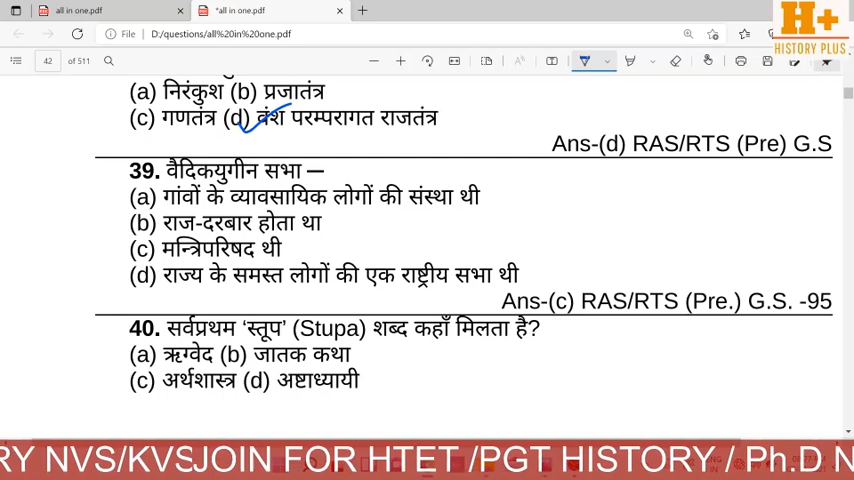 all in one.pdf
*all in one.pdf
File
D:/questions/all%20in%20one.pdf
H+
HISTORY PLUS
42
of 511
(a) निरंकुश (b) प्रजातंत्र
(c) गणतंत्र (d) वंश परम्परागत राजतंत्र
Ans-(d) RAS/RTS (Pre) G.S
39. वैदिकयुगीन सभा –
(a) गांवों के व्यावसायिक लोगों की संस्था थी
(b) राज-दरबार होता था
(c) मन्त्रिपरिषद थी
(d) राज्य के समस्त लोगों की एक राष्ट्रीय सभा थी
Ans-(c) RAS/RTS (Pre.) G.S. -95
40. सर्वप्रथम ‘स्तूप’ (Stupa) शब्द कहाँ मिलता है?
(a) ऋग्वेद (b) जातक कथा
(c) अर्थशास्त्र (d) अष्टाध्यायी
RY NVS/KVSJOIN FOR HTET /PGT HISTORY / Ph.D N